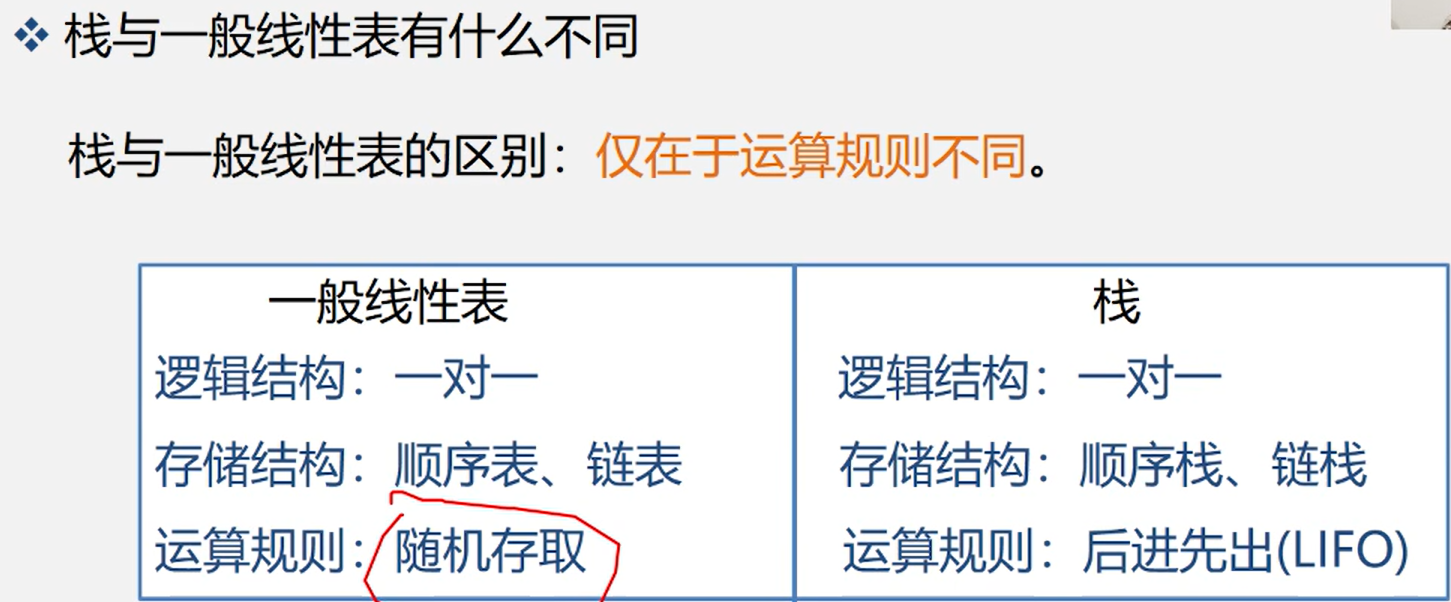 栈与一般线性表有什么不同
栈与一般线性表的区别：仅在于运算规则不同。
一般线性表
逻辑结构：一对一
存储结构：顺序表、链表
运算规则：随机存取
栈
逻辑结构：一对一
存储结构：顺序栈、链栈
运算规则：后进先出(LIFO)